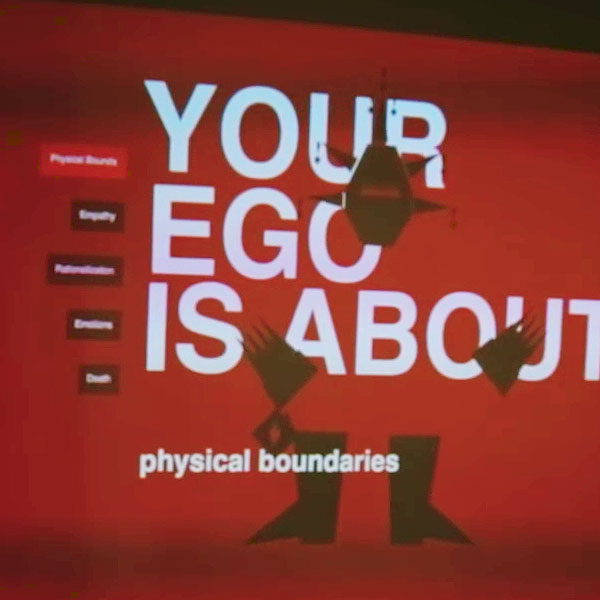 YOUR
EGO
IS ABOUT
physical boundaries
Physical Bounds
Empathy
Rationalization
Emotions
Death